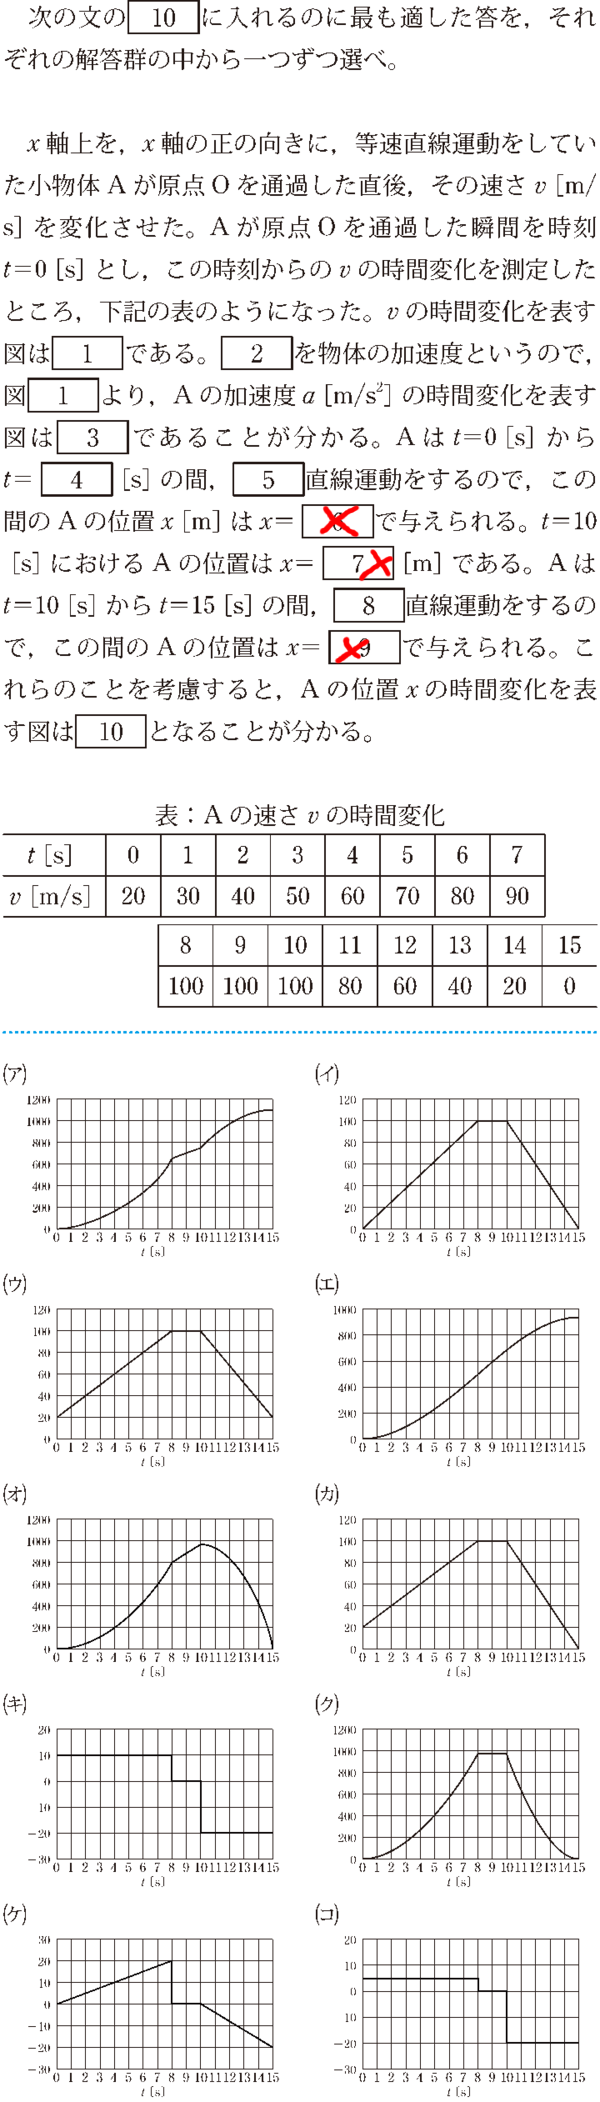 次の文の 10 に入れるのに最も適した答を，それ
ぞれの解答群の中から一つずつ選べ。
x 軸上を，x 軸の正の向きに，等速直線運動をしてい
た小物体 A が原点 O を通過した直後，その速さ v [m/
s] を変化させた。A が原点 O を通過した瞬間を時刻
t=0 [s] とし，この時刻からの v の時間変化を測定した
ところ，下記の表のようになった。v の時間変化を表す
図は 1 である。 2 を物体の加速度というので，
図 1 より，A の加速度 a [m/s²] の時間変化を表す
図は 3 であることが分かる。A は t=0 [s] から
t= 4 [s] の間， 5 直線運動をするので，この
間の A の位置 x [m] は x= で与えられる。t=10
[s] における A の位置は x= 7 [m] である。A は
t=10 [s] から t=15 [s] の間， 8 直線運動をするの
で，この間の A の位置は x= 9 で与えられる。こ
れらのことを考慮すると，A の位置 x の時間変化を表
す図は 10 となることが分かる。
表：A の速さ v の時間変化
t [s] 0 1 2 3 4 5 6 7
v [m/s] 20 30 40 50 60 70 80 90
8 9 10 11 12 13 14 15
100 100 100 80 60 40 20 0
(ア) (イ)
1200 120
1000 100
800 80
600 60
400 40
200 20
0 0
0 1 2 3 4 5 6 7 8 9 10 11 12 13 14 15 0 1 2 3 4 5 6 7 8 9 10 11 12 13 14 15
t [s] t [s]
(ウ) (エ)
120 1000
100 800
80 600
60 400
40 200
20 0
0
0 1 2 3 4 5 6 7 8 9 10 11 12 13 14 15 0 1 2 3 4 5 6 7 8 9 10 11 12 13 14 15
t [s] t [s]
(オ) (カ)
1200 120
1000 100
800 80
600 60
400 40
200 20
0 0
0 1 2 3 4 5 6 7 8 9 10 11 12 13 14 15 0 1 2 3 4 5 6 7 8 9 10 11 12 13 14 15
t [s] t [s]
(キ) (ク)
20 1200
10 1000
0 800
10 600
−20 400
−30 200
0
0 1 2 3 4 5 6 7 8 9 10 11 12 13 14 15 0 1 2 3 4 5 6 7 8 9 10 11 12 13 14 15
t [s] t [s]
(ケ) (コ)
30 20
20 10
10 0
0 −10
−10 −20
−20 −30
−30
0 1 2 3 4 5 6 7 8 9 10 11 12 13 14 15 0 1 2 3 4 5 6 7 8 9 10 11 12 13 14 15
t [s] t [s]